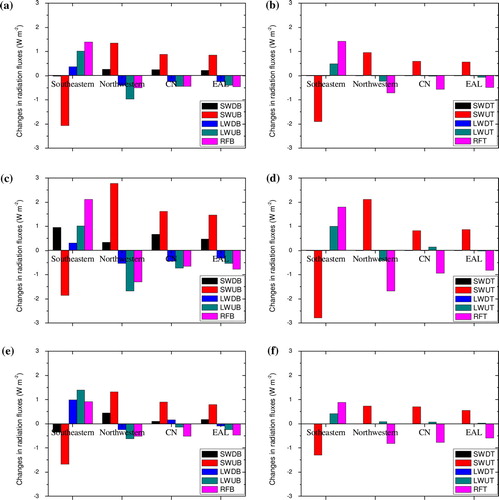 (a)
Changes in radiation fluxes (W m-2)
3
2
1
0
-1
-2
-3
Southeastern Northwestern CN EAL
SWDB
SWUB
LWDB
LWUB
RFB
(b)
Changes in radiation fluxes (W m-2)
3
2
1
0
-1
-2
-3
Southeastern Northwestern CN EAL
SWDT
SWUT
LWDT
LWUT
RFT
(c)
Changes in radiation fluxes (W m-2)
3
2
1
0
-1
-2
-3
Southeastern Northwestern CN EAL
SWDB
SWUB
LWDB
LWUB
RFB
(d)
Changes in radiation fluxes (W m-2)
3
2
1
0
-1
-2
-3
Southeastern Northwestern CN EAL
SWDT
SWUT
LWDT
LWUT
RFT
(e)
Changes in radiation fluxes (W m-2)
3
2
1
0
-1
-2
-3
Southeastern Northwestern CN EAL
SWDB
SWUB
LWDB
LWUB
RFB
(f)
Changes in radiation fluxes (W m-2)
3
2
1
0
-1
-2
-3
Southeastern Northwestern CN EAL
SWDT
SWUT
LWDT
LWUT
RFT